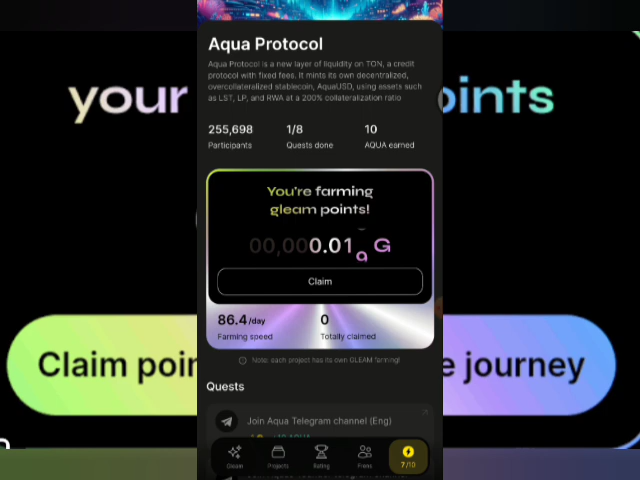 your
oints
Claim poin
e journey
Aqua Protocol
Aqua Protocol is a new layer of liquidity on TON, a credit
protocol with fixed fees. It mints its own decentralized,
overcollateralized stablecoin, AquaUSD, using assets such
as LST, LP, and RWA at a 200% collateralization ratio
255,698 1/8 10
Participants Quests done AQUA earned
You're farming
gleam points!
00,000.01 G
Claim
86.4/day 0
Farming speed Totally claimed
Note: each project has its own GLEAM farming!
Quests
Join Aqua Telegram channel (Eng)
Gleam Projects Rating Frens 7/10